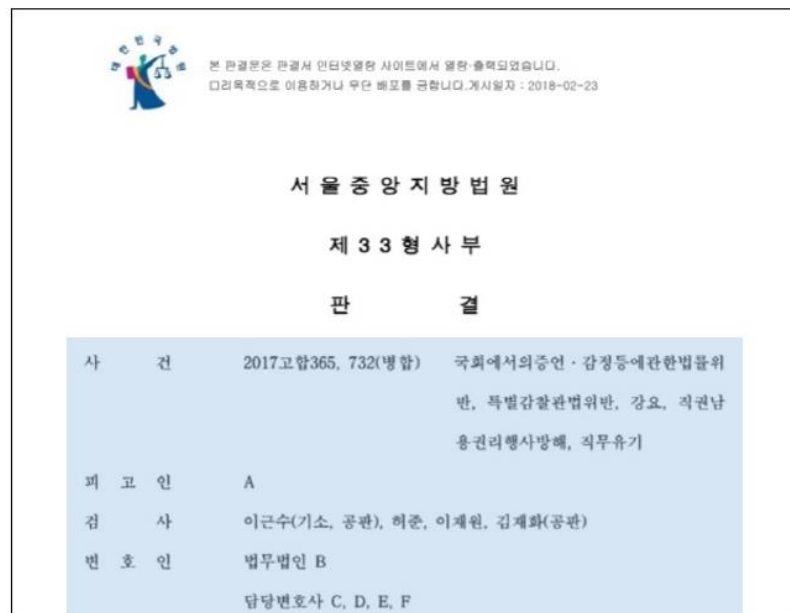 대한민국법원
본 판결문은 판결서 인터넷열람 사이트에서 열람·출력되었습니다.
□리목적으로 이용하거나 무단 배포를 금합니다.게시일자 : 2018-02-23
서 울 중 앙 지 방 법 원
제 3 3 형 사 부
판 결
사 건 2017고합365, 732(병합) 국회에서의증언·감정등에관한법률위
반, 특별감찰관법위반, 강요, 직권남
용권리행사방해, 직무유기
피 고 인 A
검 사 이근수(기소, 공판), 허준, 이재원, 김재화(공판)
변 호 인 법무법인 B
담당변호사 C, D, E, F